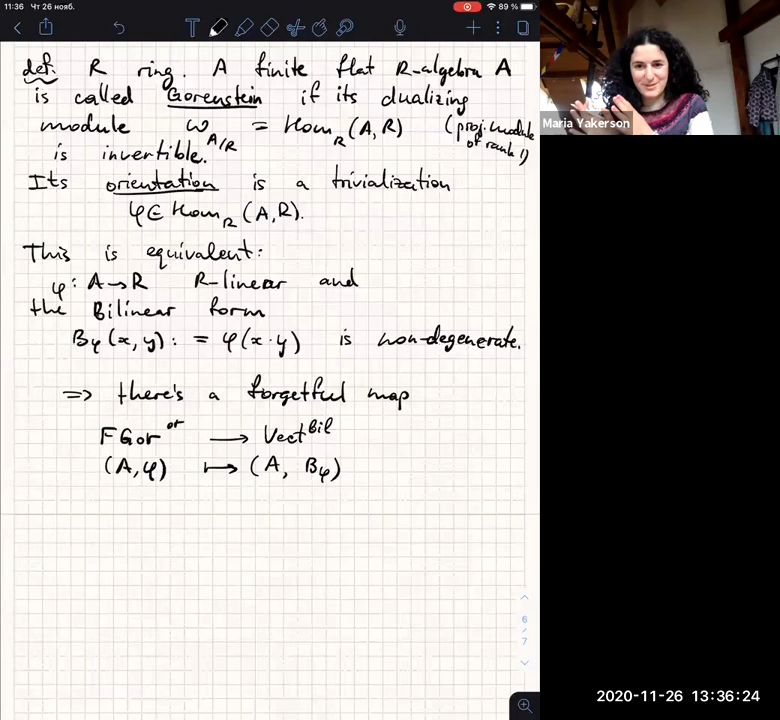 11:36 Чт 26 нояб.
89 %
def: R ring. A finite flat R-algebra A
is called Gorenstein if its dualizing
module ω_{A/R} = Hom_R(A, R) (proj. module
of rank 1)
is invertible.
Its orientation is a trivialization
φ ∈ Hom_R(A, R).
This is equivalent:
φ: A → R R-linear and
the Bilinear form
B_φ(x, y) := φ(x·y) is non-degenerate.
⇒ there's a forgetful map
FGor^{or} → Vect^{Bil}
(A, φ) ↦ (A, B_φ)
6
/
7
Maria Yakerson
2020-11-26 13:36:24